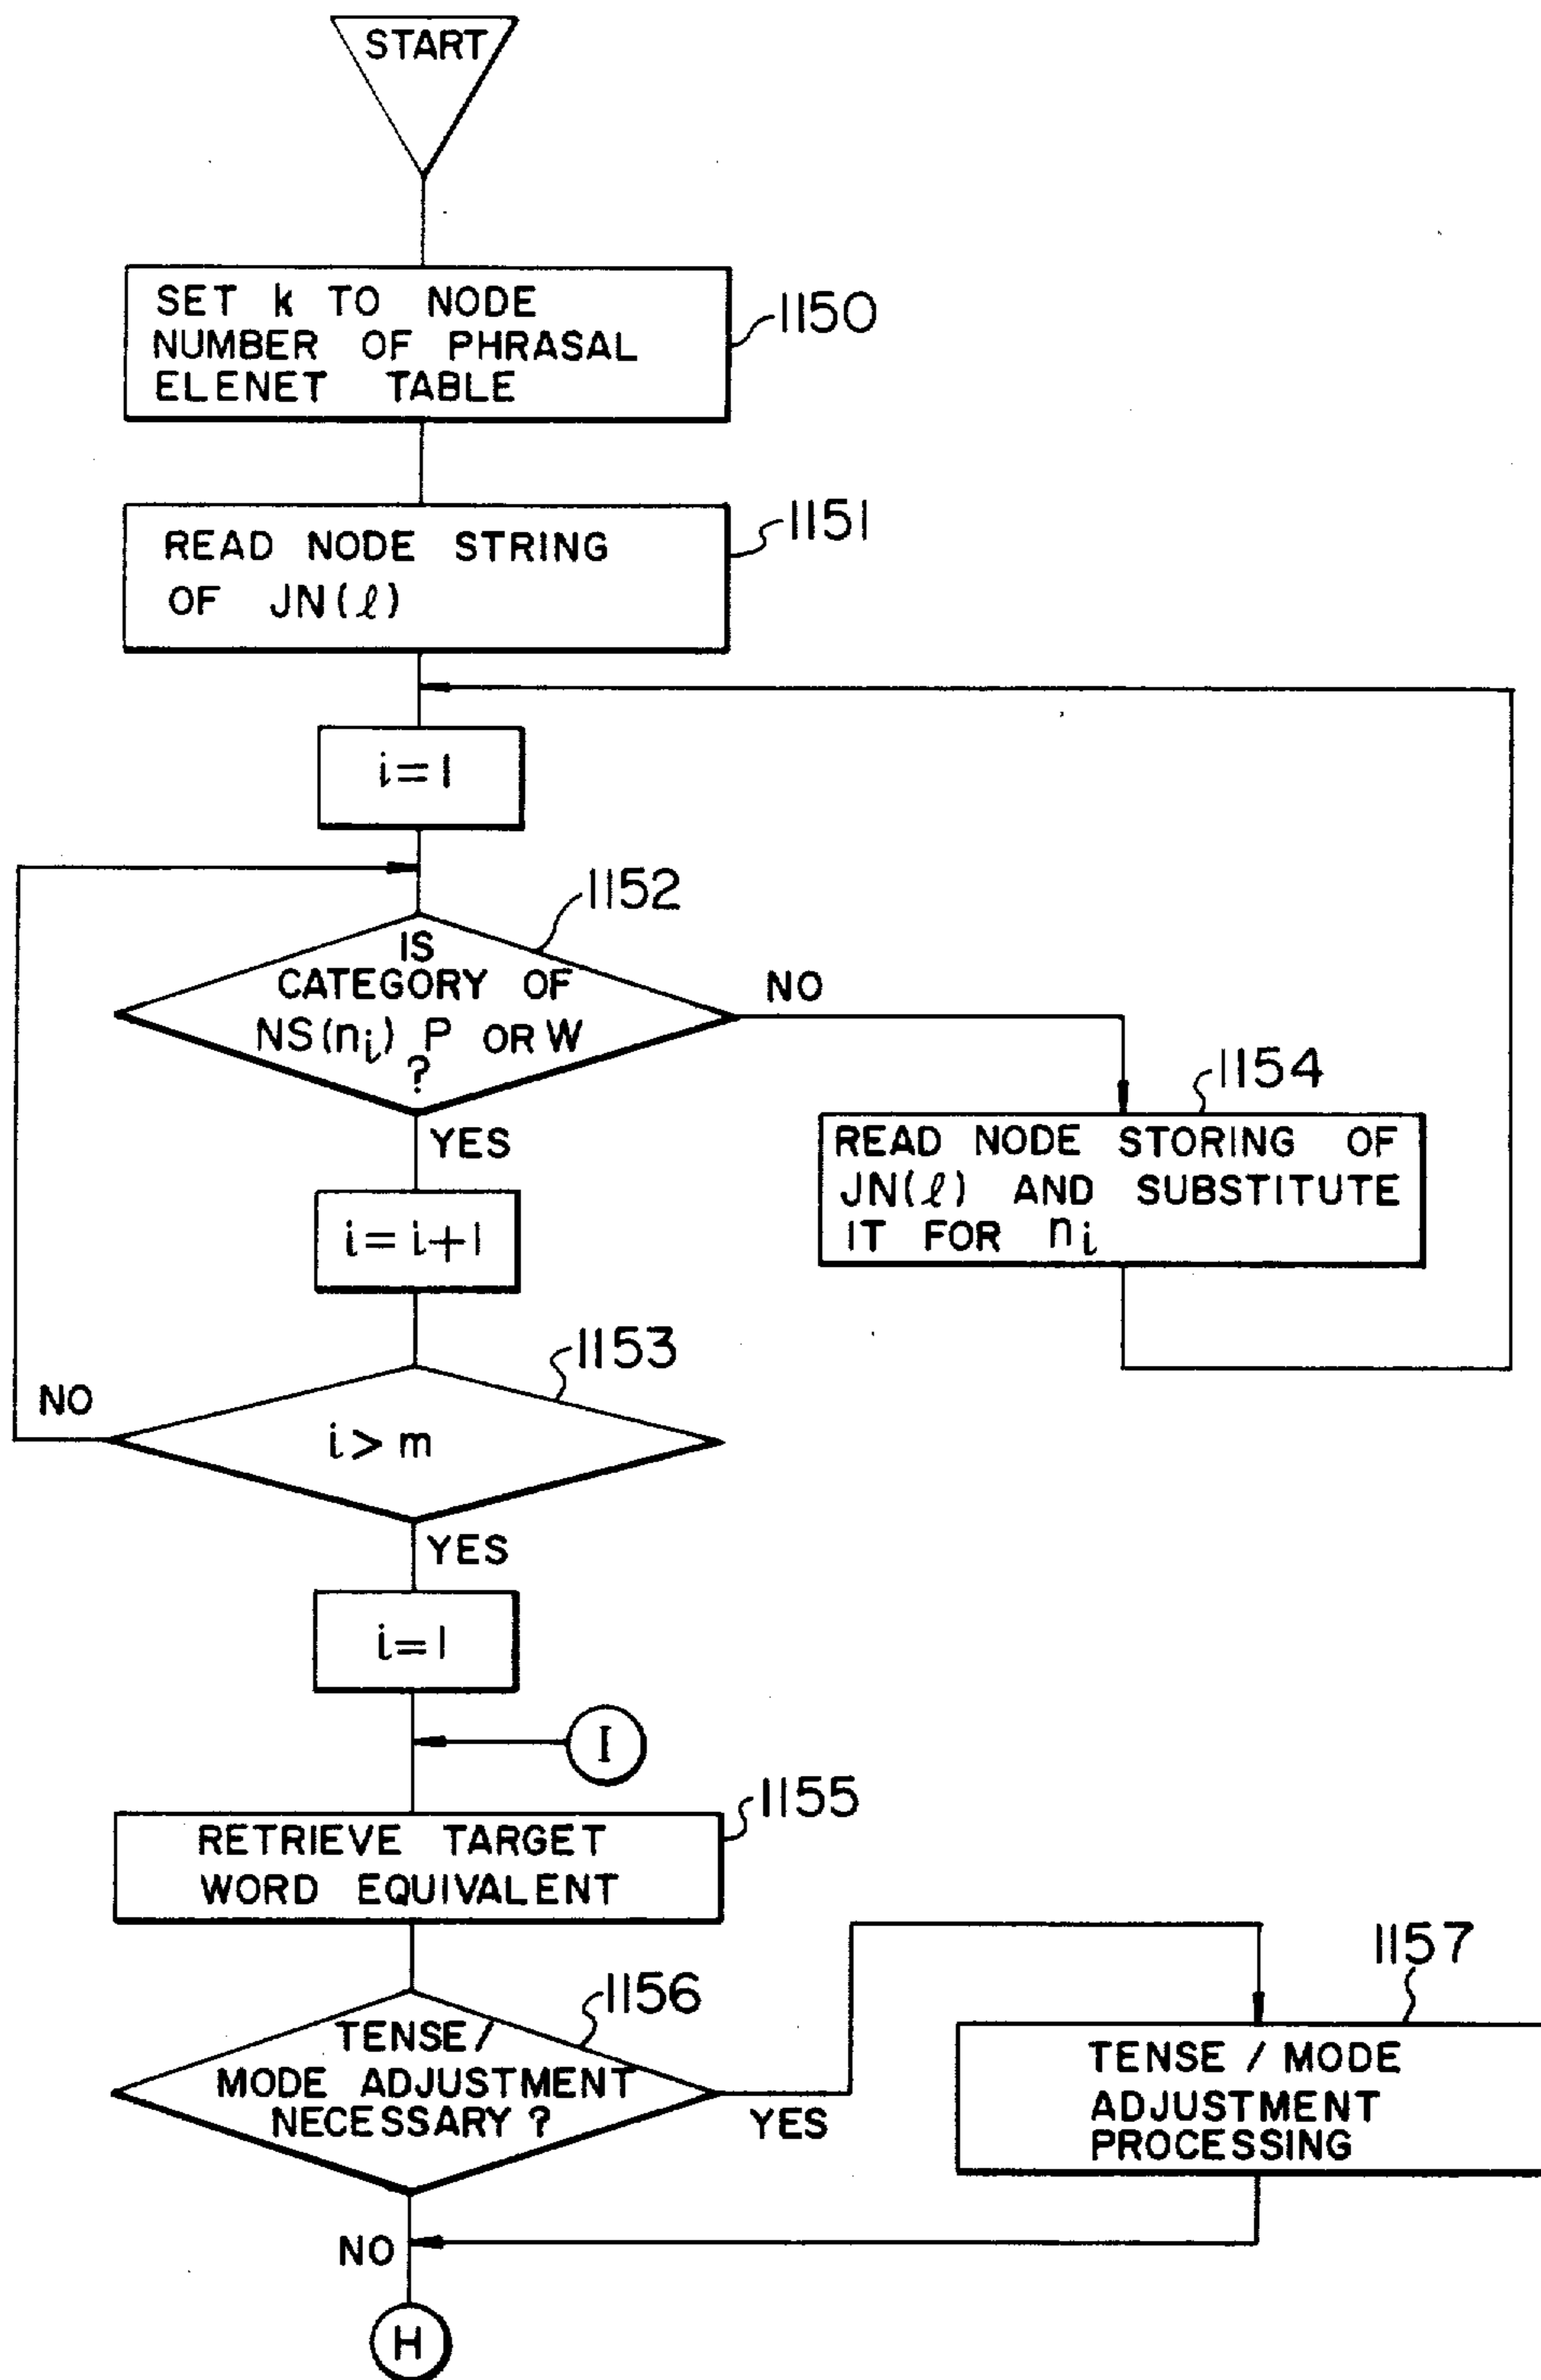 START
SET k TO NODE
NUMBER OF PHRASAL
ELENET TABLE
1150
READ NODE STRING
OF JN(ℓ)
1151
i=1
1152
IS
CATEGORY OF
NS(ni) P OR W
?
NO
YES
1154
READ NODE STORING OF
JN(ℓ) AND SUBSTITUTE
IT FOR ni
i=i+1
1153
NO
i>m
YES
i=1
I
1155
RETRIEVE TARGET
WORD EQUIVALENT
1156
TENSE/
MODE ADJUSTMENT
NECESSARY?
YES
1157
TENSE / MODE
ADJUSTMENT
PROCESSING
NO
H